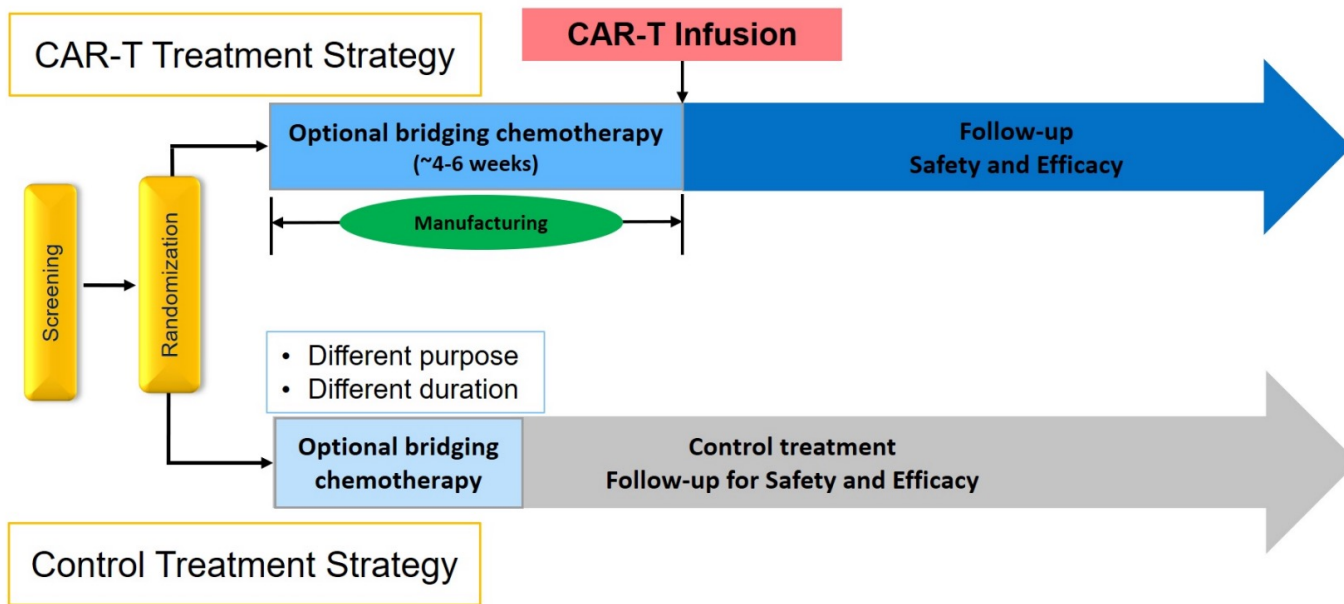 CAR-T Treatment Strategy
CAR-T Infusion
Optional bridging chemotherapy
(~4-6 weeks)
Follow-up
Safety and Efficacy
Manufacturing
Screening
Randomization
• Different purpose
• Different duration
Optional bridging
chemotherapy
Control treatment
Follow-up for Safety and Efficacy
Control Treatment Strategy